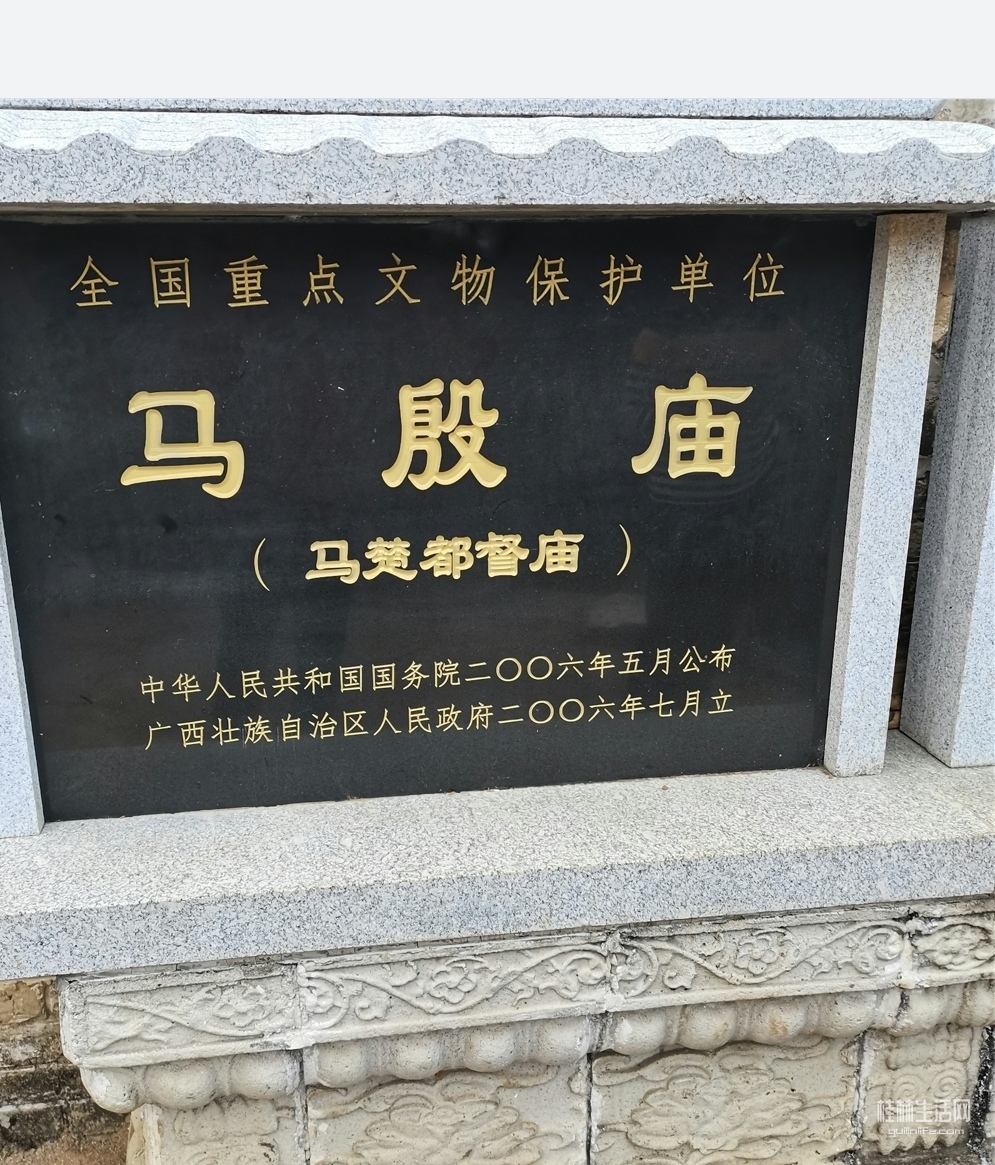 全国重点文物保护单位
马殷庙
（马楚都督庙）
中华人民共和国国务院二〇〇六年五月公布
广西壮族自治区人民政府二〇〇六年七月立
桂林生活网
guilinlife.com